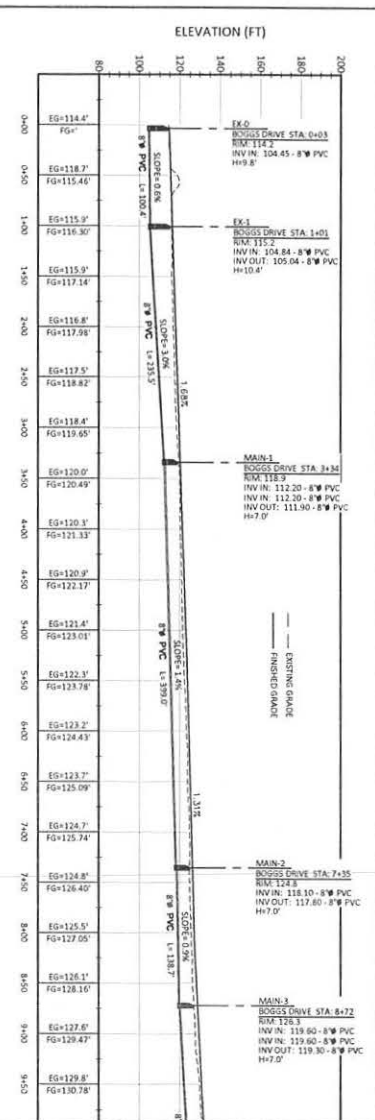 ELEVATION (FT)
80
100
120
140
160
180
200
0+00
EG=114.4'
FG='
0+50
EG=118.7'
FG=115.46'
1+00
EG=115.9'
FG=116.30'
1+50
EG=115.9'
FG=117.14'
2+00
EG=116.8'
FG=117.98'
2+50
EG=117.5'
FG=118.82'
3+00
EG=118.4'
FG=119.65'
3+50
EG=120.0'
FG=120.49'
4+00
EG=120.3'
FG=121.33'
4+50
EG=120.9'
FG=122.17'
5+00
EG=121.4'
FG=123.01'
5+50
EG=122.3'
FG=123.78'
6+00
EG=123.2'
FG=124.43'
6+50
EG=123.7'
FG=125.09'
7+00
EG=124.7'
FG=125.74'
7+50
EG=124.8'
FG=126.40'
8+00
EG=125.5'
FG=127.05'
8+50
EG=126.1'
FG=128.16'
9+00
EG=127.6'
FG=129.47'
9+50
EG=129.8'
FG=130.78'
SLOPE= 0.6%
8"Ø PVC L= 100.4'
SLOPE= 3.0%
8"Ø PVC L= 235.5'
1.68%
SLOPE= 1.4%
8"Ø PVC L= 399.0'
1.31%
SLOPE= 0.9%
8"Ø PVC L= 138.7'
EX-0
BOGGS DRIVE STA: 0+03
RIM: 114.2
INV IN: 104.45 - 8"Ø PVC
H=9.8'
EX-1
BOGGS DRIVE STA: 1+01
RIM: 115.2
INV IN: 104.84 - 8"Ø PVC
INV OUT: 105.04 - 8"Ø PVC
H=10.4'
MAIN-1
BOGGS DRIVE STA: 3+34
RIM: 118.9
INV IN: 112.20 - 8"Ø PVC
INV IN: 112.20 - 8"Ø PVC
INV OUT: 111.90 - 8"Ø PVC
H=7.0'
EXISTING GRADE
FINISHED GRADE
MAIN-2
BOGGS DRIVE STA: 7+35
RIM: 124.8
INV IN: 118.10 - 8"Ø PVC
INV OUT: 117.60 - 8"Ø PVC
H=7.0'
MAIN-3
BOGGS DRIVE STA: 8+72
RIM: 126.3
INV IN: 119.60 - 8"Ø PVC
INV IN: 119.60 - 8"Ø PVC
INV OUT: 119.30 - 8"Ø PVC
H=7.0'